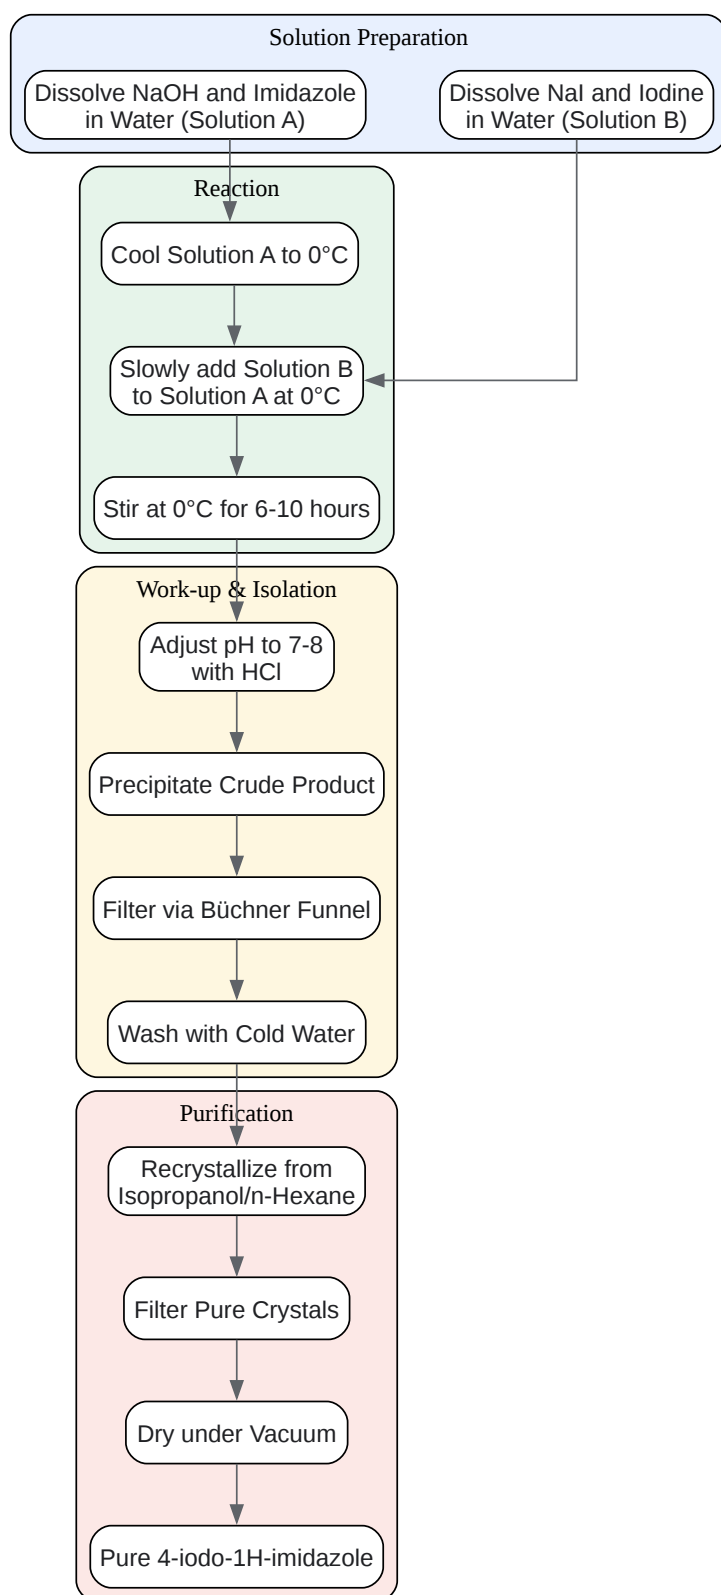 Solution Preparation
Dissolve NaOH and Imidazole
in Water (Solution A)
Dissolve NaI and Iodine
in Water (Solution B)
Reaction
Cool Solution A to 0°C
Slowly add Solution B
to Solution A at 0°C
Stir at 0°C for 6-10 hours
Work-up & Isolation
Adjust pH to 7-8
with HCl
Precipitate Crude Product
Filter via Büchner Funnel
Wash with Cold Water
Purification
Recrystallize from
Isopropanol/n-Hexane
Filter Pure Crystals
Dry under Vacuum
Pure 4-iodo-1H-imidazole